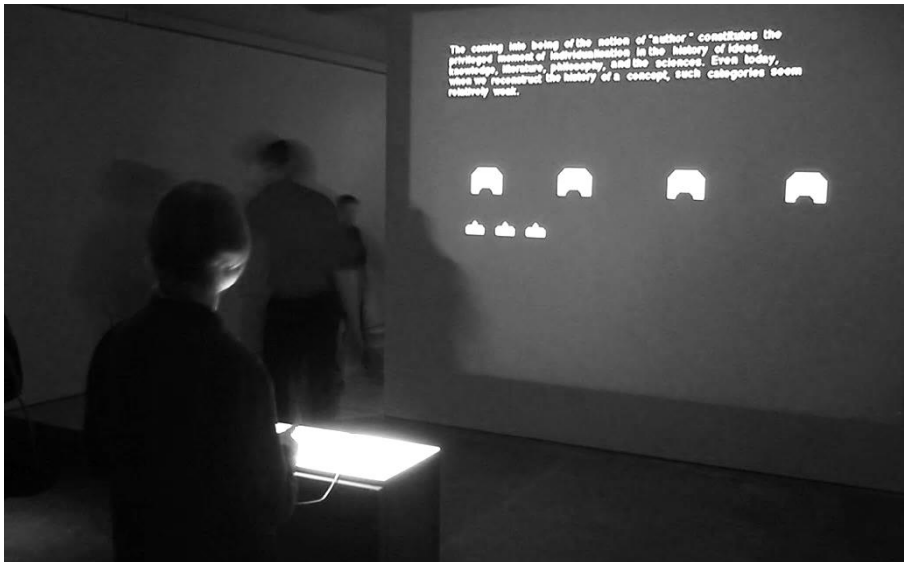 The coming into being of the notion of "author" constitutes the
privileged moment of individualization in the history of ideas,
knowledge, literature, philosophy, and the sciences. Even today,
when we reconstruct the history of a concept, such categories seem
relatively weak.